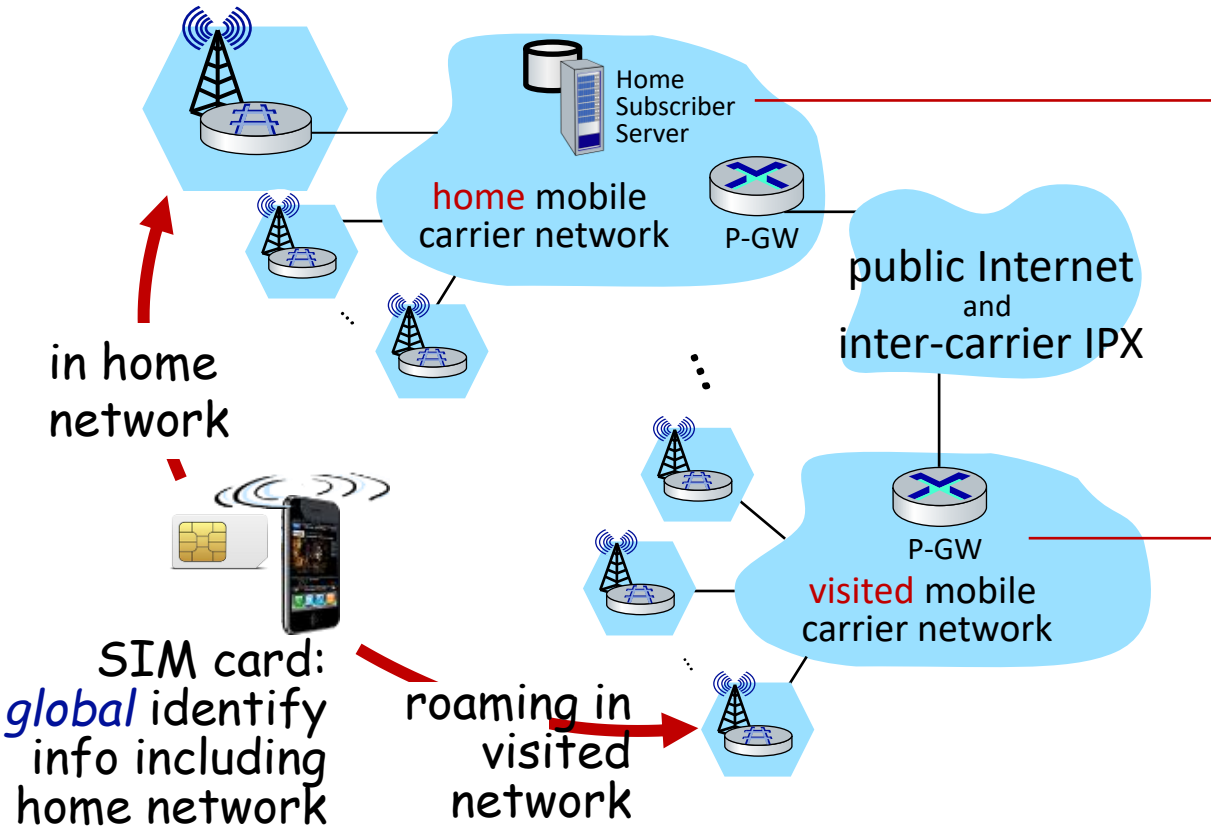 Home
Subscriber
Server
home mobile
carrier network
P-GW
public Internet
and
inter-carrier IPX
in home
network
P-GW
visited mobile
carrier network
SIM card:
global identify
info including
home network
roaming in
visited
network